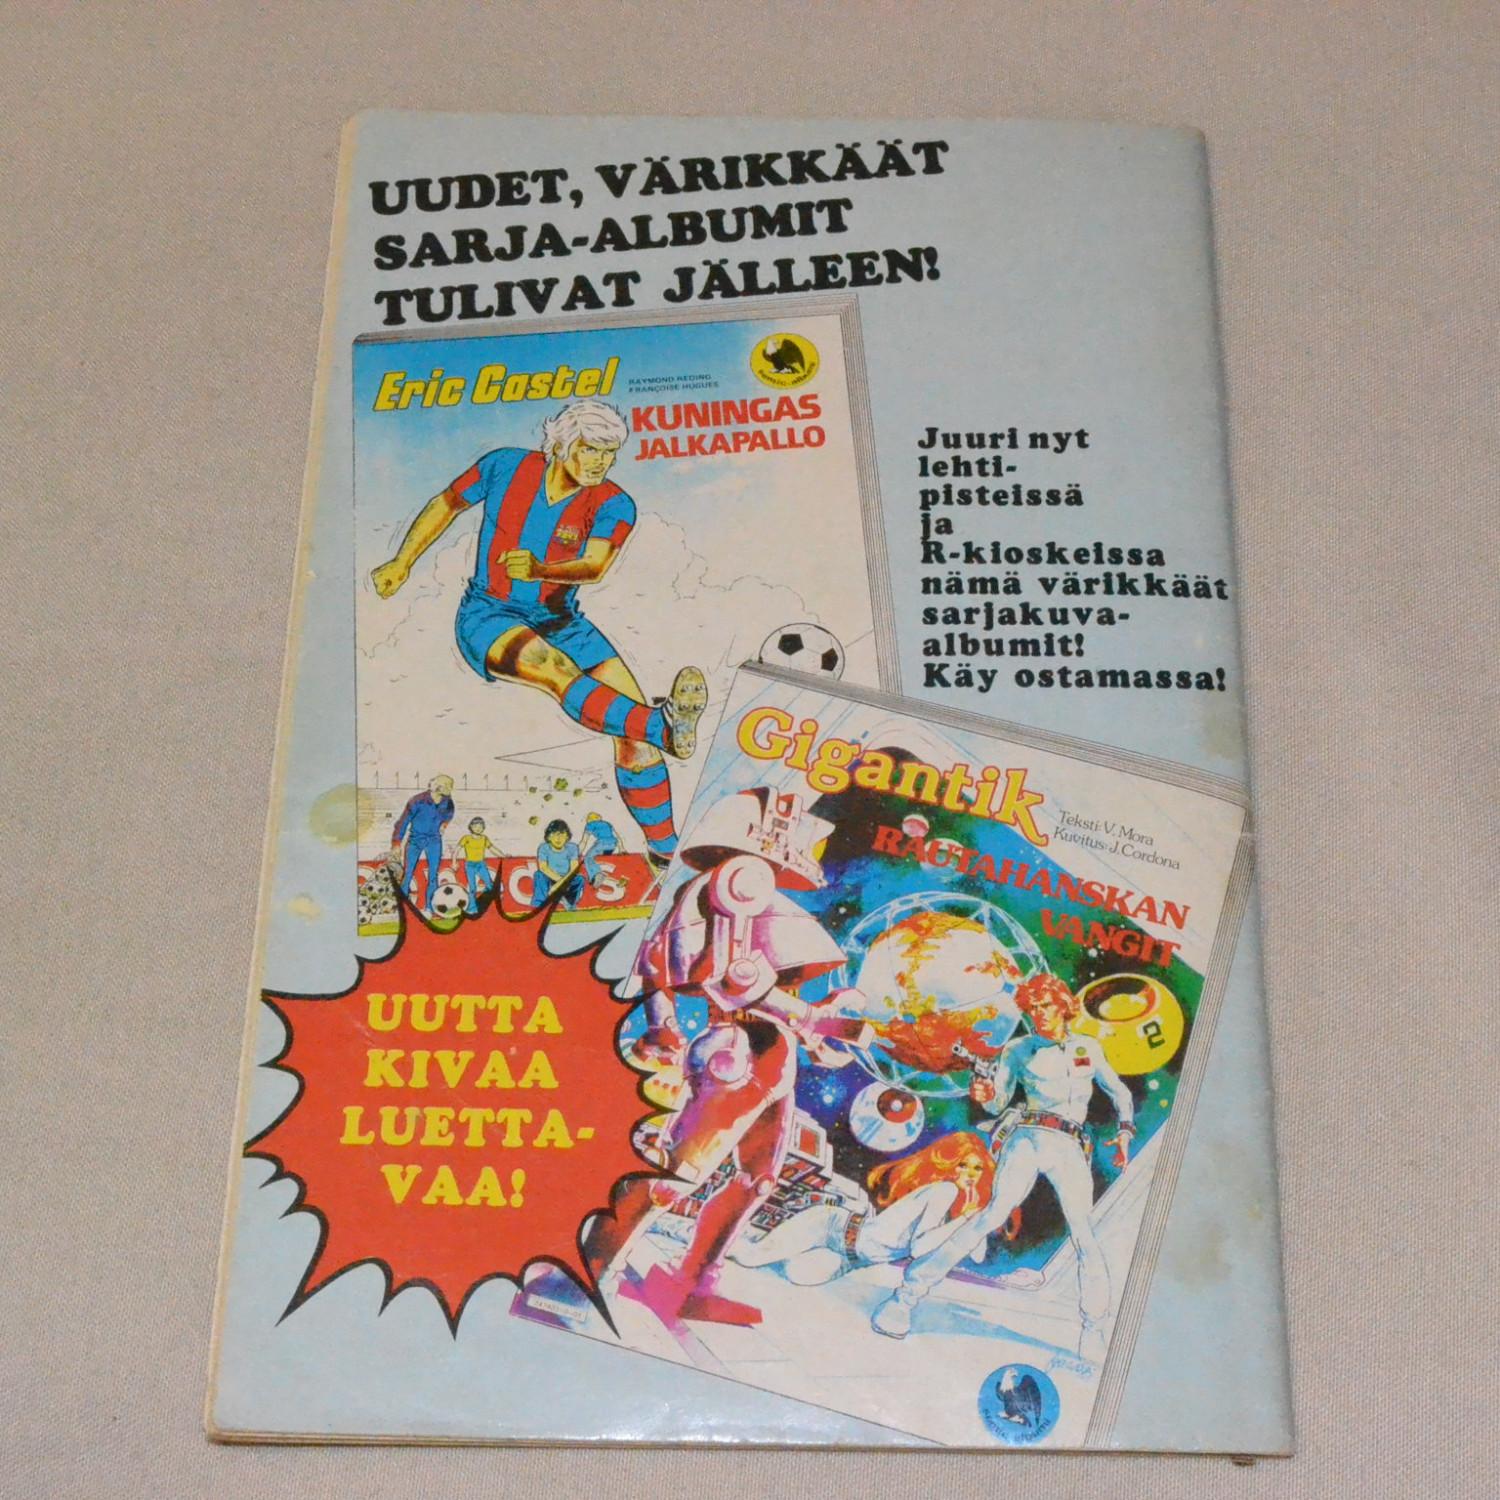 UUDET, VÄRIKKÄÄT
SARJA-ALBUMIT
TULIVAT JÄLLEEN!
Eric Castel
RAYMOND REDING
FRANÇOISE HUGUES
KUNINGAS
JALKAPALLO
Juuri nyt
lehti-
pisteissä
ja
R-kioskeissa
nämä värikkäät
sarjakuva-
albumit!
Käy ostamassa!
Gigantik
Teksti: V. Mora
Kuvitus: J. Cordona
RAUTAHANSKAN
VANGIT
2
UUTTA
KIVAA
LUETTA-
VAA!